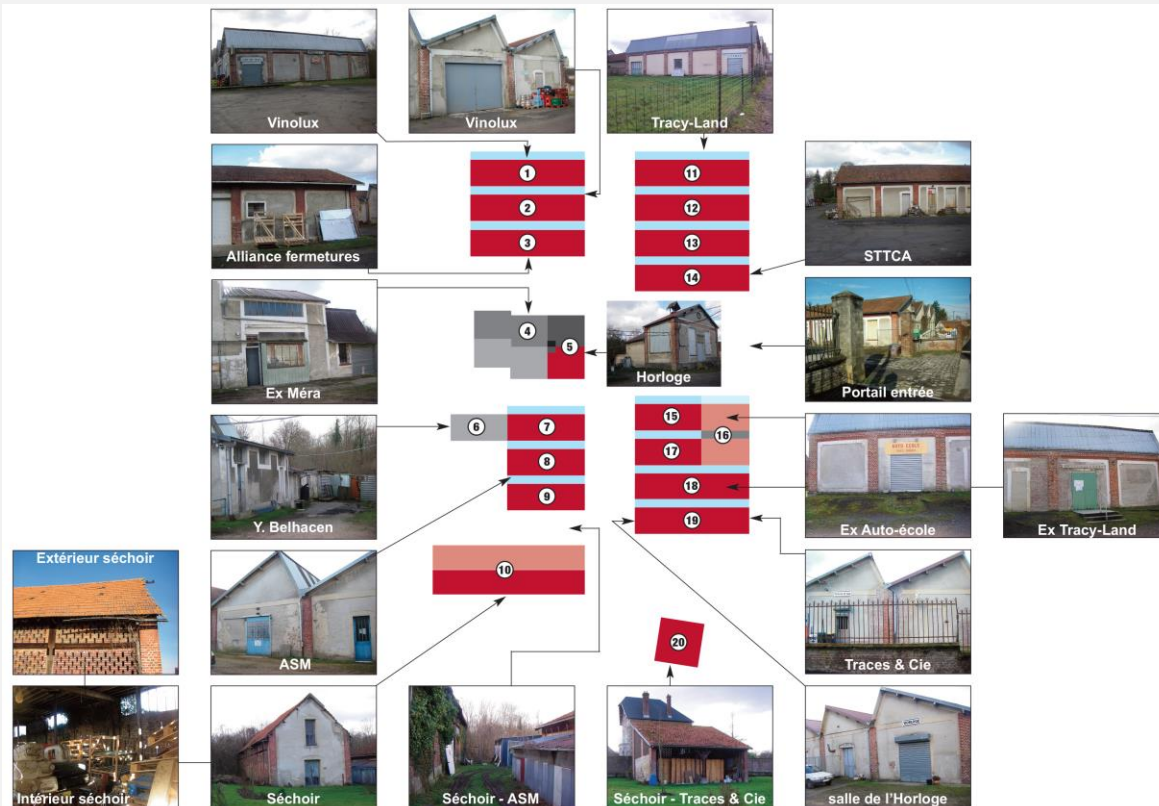 Vinolux
Vinolux
Tracy-Land
Alliance fermetures
1
2
3
11
12
13
14
STTCA
Ex Méra
4
5
Horloge
Portail entrée
Y. Belhacen
6
7
8
9
15
16
17
18
19
AUTO ECOLE
Ex Auto-école
Ex Tracy-Land
Extérieur séchoir
ASM
10
20
Traces & Cie
Intérieur séchoir
Séchoir
Séchoir - ASM
Séchoir - Traces & Cie
salle de l'Horloge